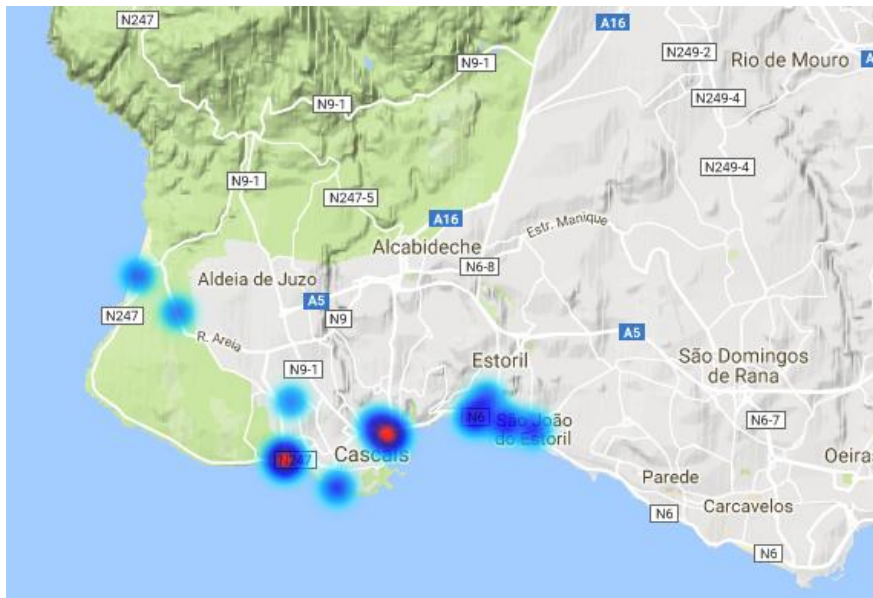 N247
A16
N249-2
Rio de Mouro
A
N9-1
N249-4
N9-1
N249-4
N9-1
N247-5
A16
Estr. Manique
Alcabideche
N6-8
Aldeia de Juzo
A5
N247
N9
A5
R. Areia
Estoril
São Domingos
de Rana
N9-1
N6
São João
do Estoril
N6-7
N247
Cascais
Oeiras
Parede
Carcavelos
N6
N6